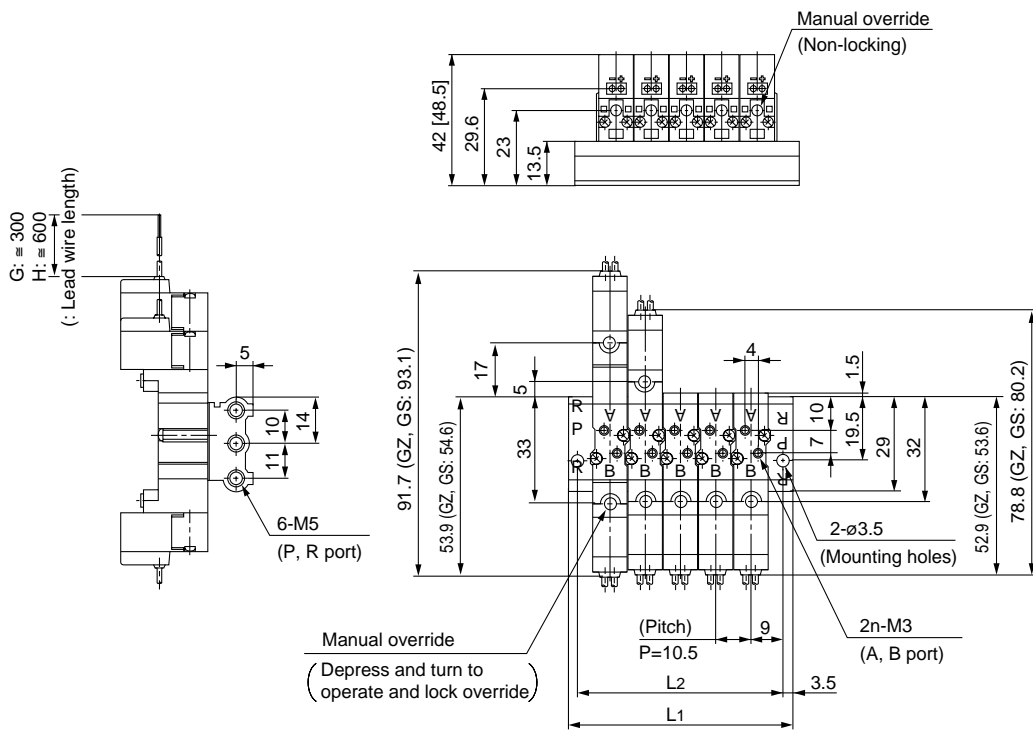 Manual override
(Non-locking)
42 [48.5]
29.6
23
13.5
G: ≅ 300
H: ≅ 600
(: Lead wire length)
5
10
14
11
6-M5
(P, R port)
91.7 (GZ, GS: 93.1)
53.9 (GZ, GS: 54.6)
17
5
33
4
1.5
10
7
19.5
29
32
52.9 (GZ, GS: 53.6)
78.8 (GZ, GS: 80.2)
R
P
R
A A A A A
B B B B B
R
P
R
2-ø3.5
(Mounting holes)
2n-M3
(A, B port)
Manual override
(Depress and turn to
operate and lock override)
(Pitch)
P=10.5
9
L2
3.5
L1